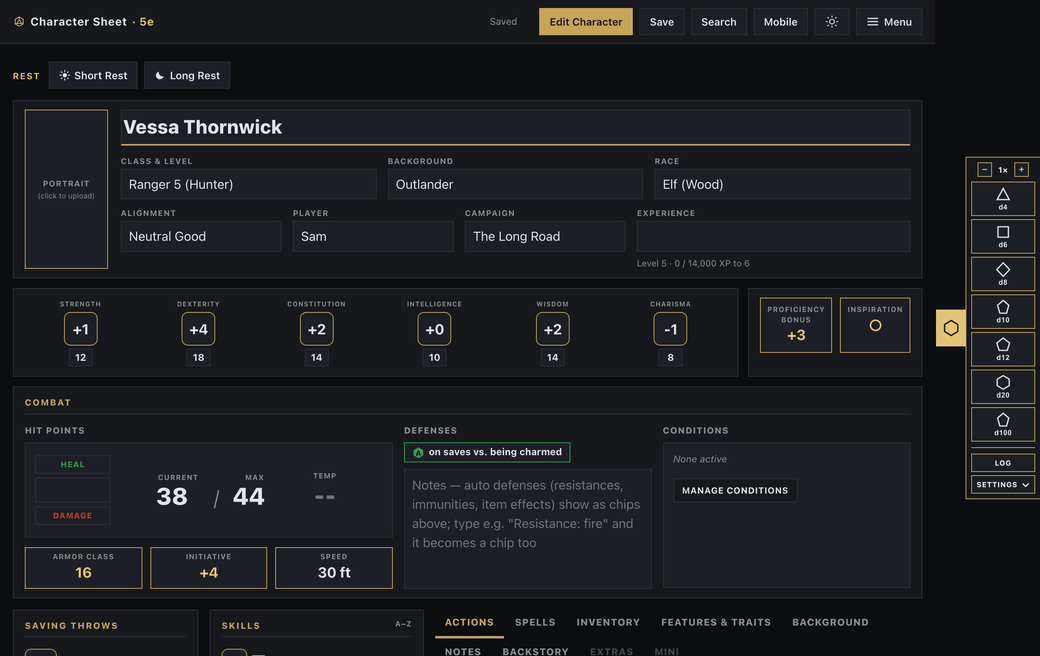 Character Sheet · 5e
Saved
Edit Character
Save
Search
Mobile
Menu
REST
Short Rest
Long Rest
PORTRAIT
(click to upload)
Vessa Thornwick
CLASS & LEVEL
BACKGROUND
RACE
Ranger 5 (Hunter)
Outlander
Elf (Wood)
ALIGNMENT
PLAYER
CAMPAIGN
EXPERIENCE
Neutral Good
Sam
The Long Road
Level 5 · 0 / 14,000 XP to 6
STRENGTH
DEXTERITY
CONSTITUTION
INTELLIGENCE
WISDOM
CHARISMA
+1
+4
+2
+0
+2
-1
12
18
14
10
14
8
PROFICIENCY
BONUS
+3
INSPIRATION
COMBAT
HIT POINTS
HEAL
DAMAGE
CURRENT
38
/
MAX
44
TEMP
--
ARMOR CLASS
16
INITIATIVE
+4
SPEED
30 ft
DEFENSES
A
on saves vs. being charmed
Notes — auto defenses (resistances,
immunities, item effects) show as chips
above; type e.g. "Resistance: fire" and
it becomes a chip too
CONDITIONS
None active
MANAGE CONDITIONS
SAVING THROWS
SKILLS
A–Z
ACTIONS
SPELLS
INVENTORY
FEATURES & TRAITS
BACKGROUND
NOTES
BACKSTORY
EXTRAS
MINI
− 1× +
d4
d6
d8
d10
d12
d20
d100
LOG
SETTINGS